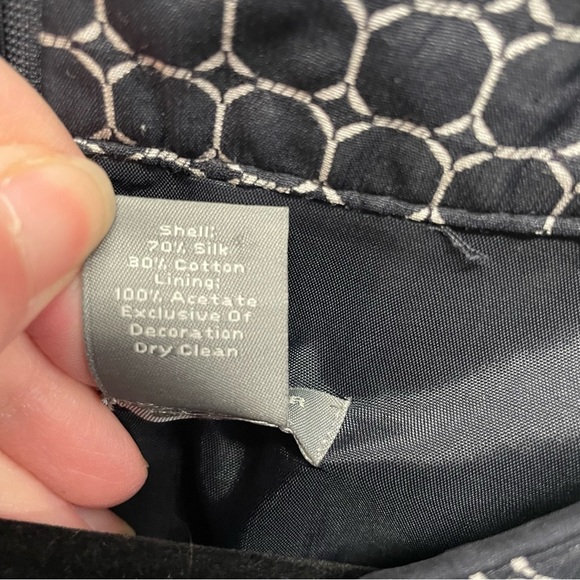 Shell:
70% Silk
30% Cotton
Lining:
100% Acetate
Exclusive Of
Decoration
Dry Clean
R